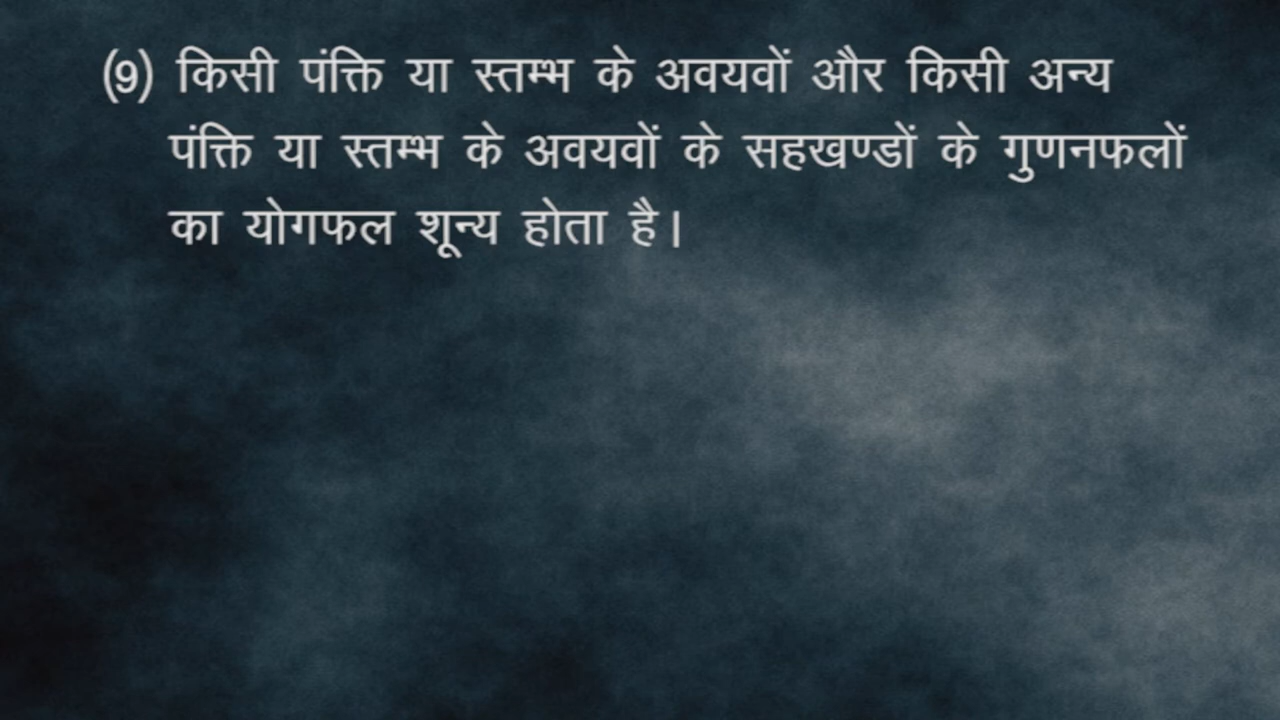 (9) किसी पंक्ति या स्तम्भ के अवयवों और किसी अन्य
पंक्ति या स्तम्भ के अवयवों के सहखण्डों के गुणनफलों
का योगफल शून्य होता है।